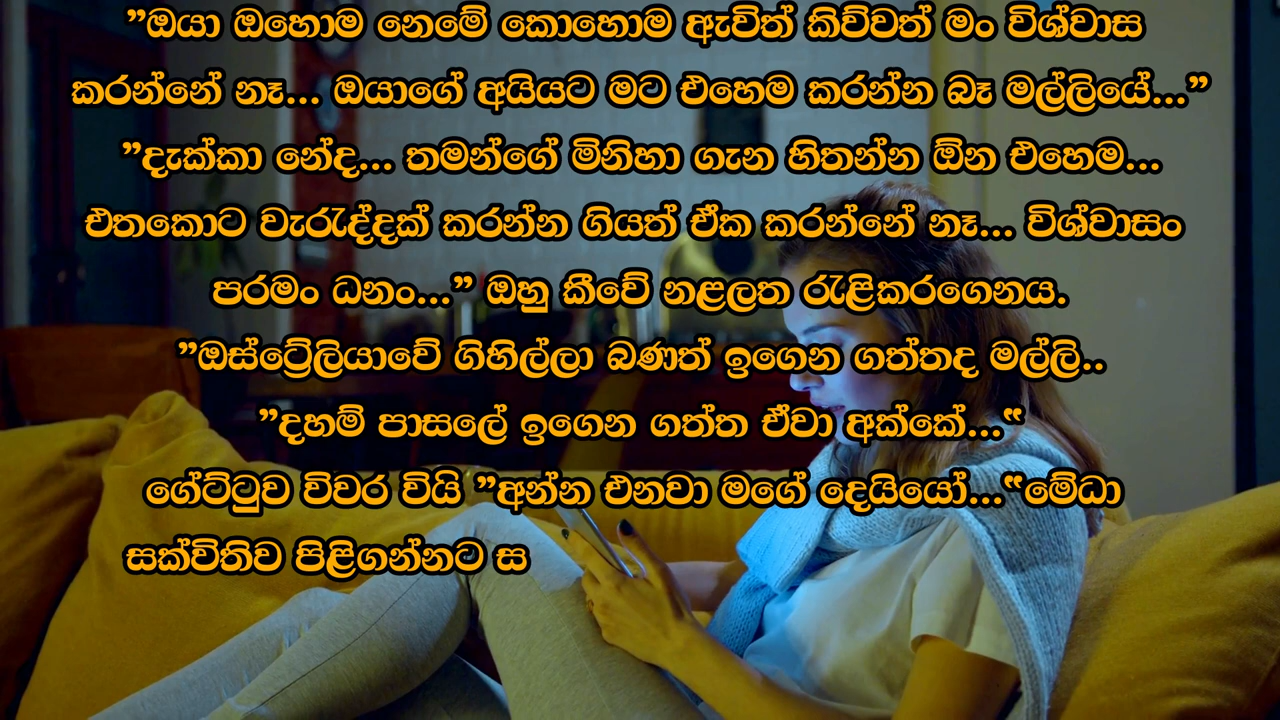 ”ඔයා ඔහොම නෙමේ කොහොම ඇවිත් කිව්වත් මං විශ්වාස
කරන්නේ නෑ... ඔයාගේ අයියට මට එහෙම කරන්න බෑ මල්ලියේ...”
”දැක්කා නේද... තමන්ගේ මිනිහා ගැන හිතන්න ඕන එහෙම...
එතකොට වැරැද්දක් කරන්න ගියත් ඒක කරන්නේ නෑ... විශ්වාසං
පරමං ධනං...” ඔහු කීවේ නළලත රැළිකරගෙනය.
”ඔස්ට්‍රේලියාවේ ගිහිල්ලා බණත් ඉගෙන ගත්තද මල්ලි..
”දහම් පාසලේ ඉගෙන ගත්ත ඒවා අක්කේ...“
ගේට්ටුව විවර වියි ”අන්න එනවා මගේ දෙයියෝ...“මේධා
සක්විතිව පිළිගන්නට ස